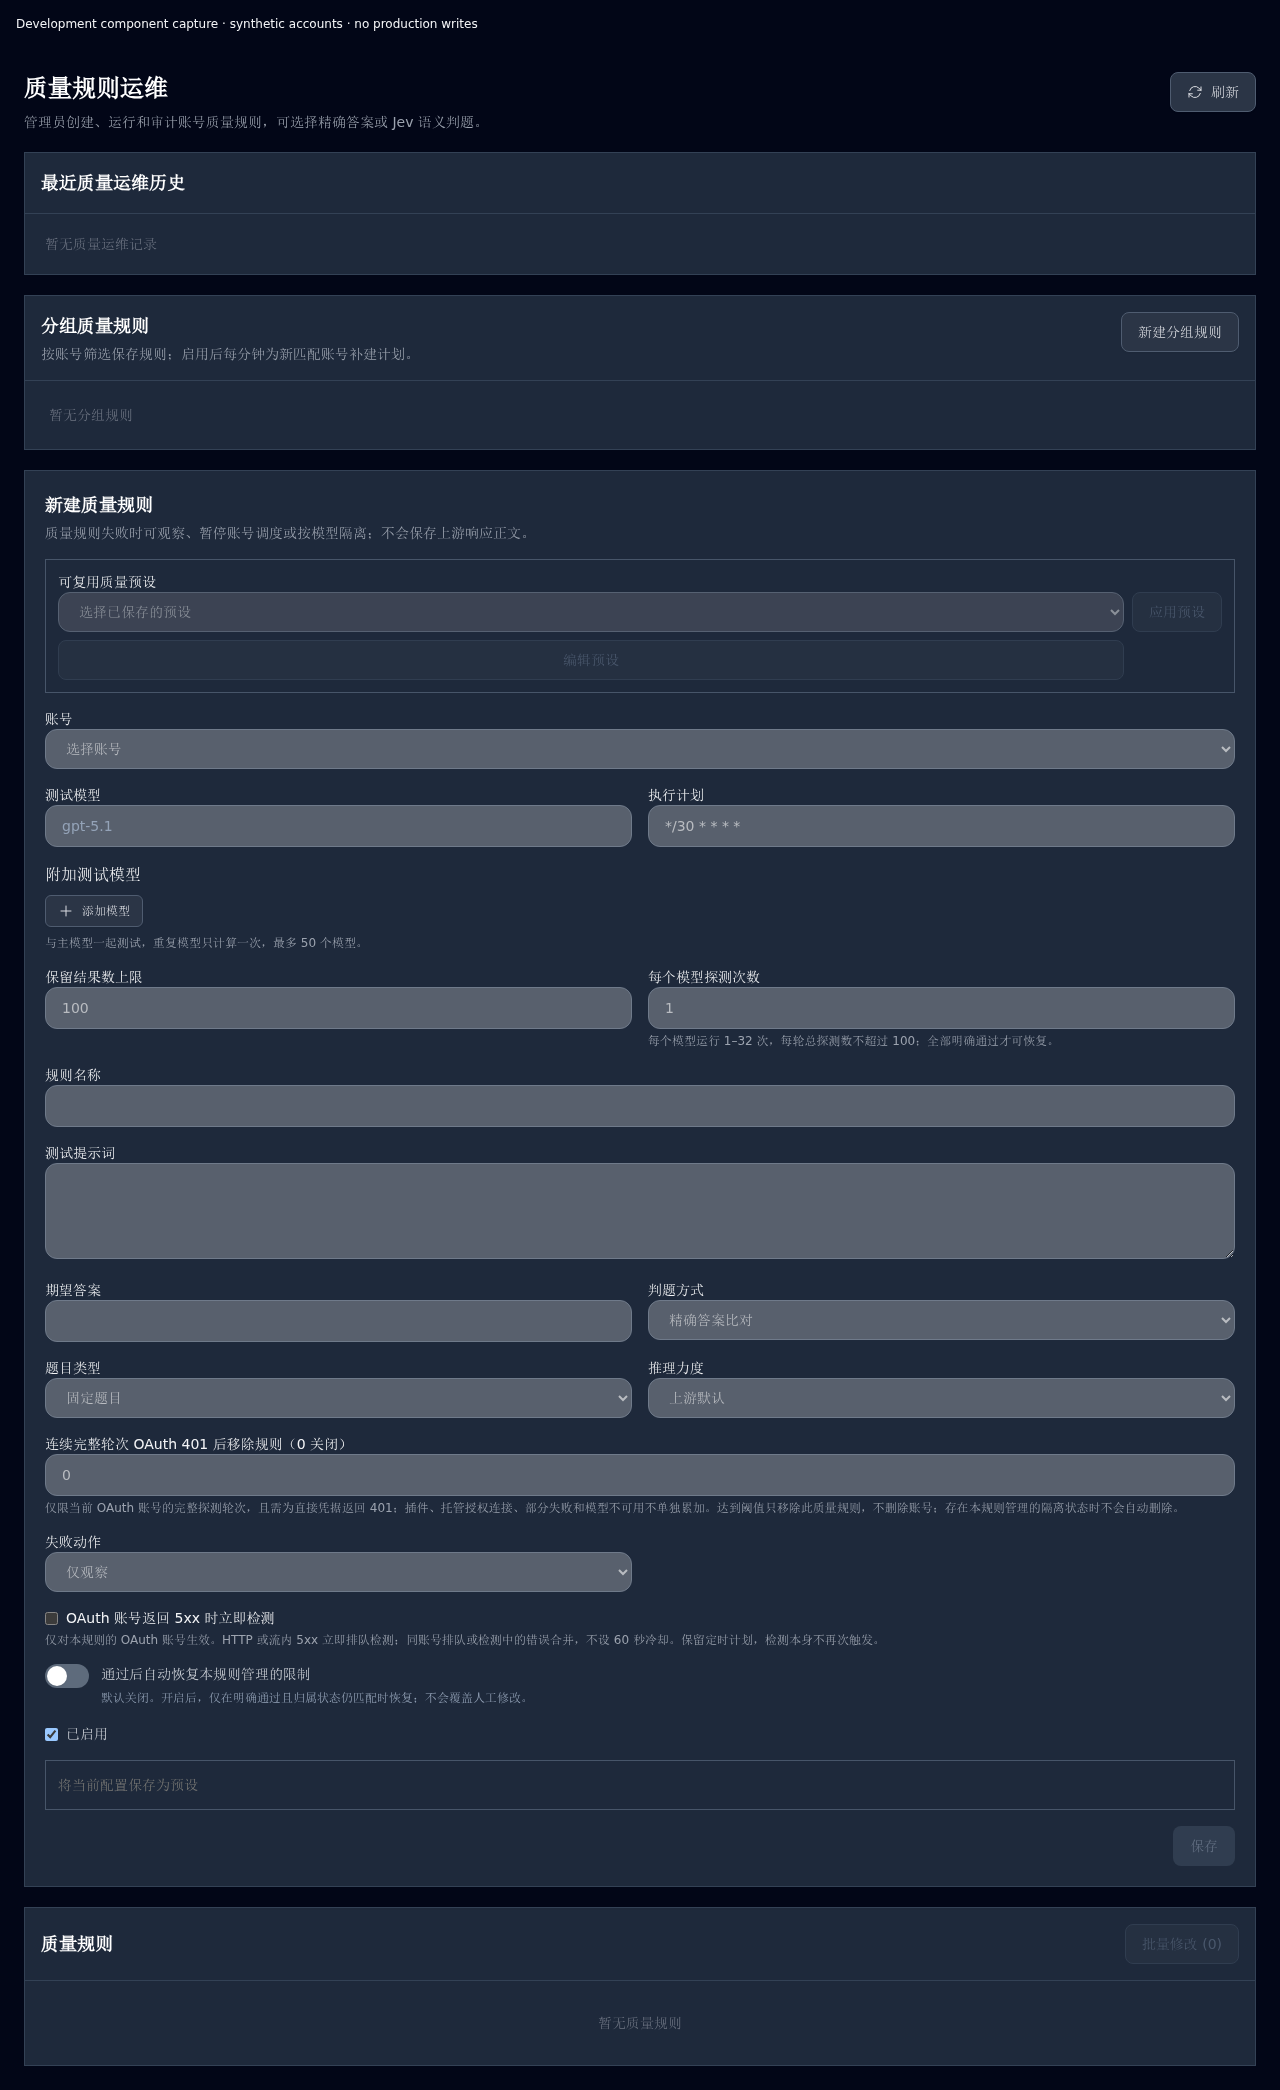 Development component capture · synthetic accounts · no production writes
质量规则运维
刷新
管理员创建、运行和审计账号质量规则，可选择精确答案或 Jev 语义判题。
最近质量运维历史
暂无质量运维记录
分组质量规则
新建分组规则
按账号筛选保存规则；启用后每分钟为新匹配账号补建计划。
暂无分组规则
新建质量规则
质量规则失败时可观察、暂停账号调度或按模型隔离；不会保存上游响应正文。
可复用质量预设
选择已保存的预设
应用预设
编辑预设
账号
选择账号
测试模型
执行计划
gpt-5.1
*/30 * * * *
附加测试模型
添加模型
与主模型一起测试，重复模型只计算一次，最多 50 个模型。
保留结果数上限
每个模型探测次数
100
1
每个模型运行 1–32 次，每轮总探测数不超过 100；全部明确通过才可恢复。
规则名称
测试提示词
期望答案
判题方式
精确答案比对
题目类型
推理力度
固定题目
上游默认
连续完整轮次 OAuth 401 后移除规则（0 关闭）
0
仅限当前 OAuth 账号的完整探测轮次，且需为直接凭据返回 401；插件、托管授权连接、部分失败和模型不可用不单独累加。达到阈值只移除此质量规则，不删除账号；存在本规则管理的隔离状态时不会自动删除。
失败动作
仅观察
OAuth 账号返回 5xx 时立即检测
仅对本规则的 OAuth 账号生效。HTTP 或流内 5xx 立即排队检测；同账号排队或检测中的错误合并，不设 60 秒冷却。保留定时计划，检测本身不再次触发。
通过后自动恢复本规则管理的限制
默认关闭。开启后，仅在明确通过且归属状态仍匹配时恢复；不会覆盖人工修改。
已启用
将当前配置保存为预设
保存
质量规则
批量修改 (0)
暂无质量规则